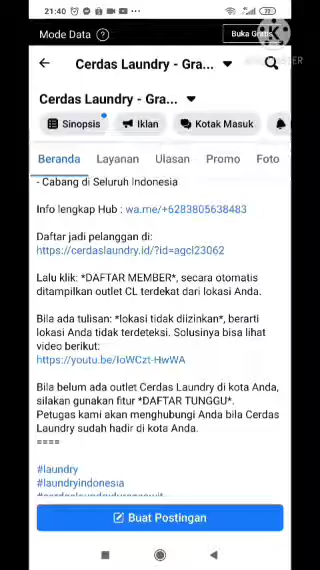 21:40
72
Mode Data ?
Buka Gratis
Cerdas Laundry - Gra...
Cerdas Laundry - Gra...
Sinopsis
Iklan
Kotak Masuk
Beranda
Layanan
Ulasan
Promo
Foto
- Cabang di Seluruh Indonesia
Info lengkap Hub : wa.me/+6283805638483
Daftar jadi pelanggan di:
https://cerdaslaundry.id/?id=agcl23062
Lalu klik: *DAFTAR MEMBER*, secara otomatis
ditampilkan outlet CL terdekat dari lokasi Anda.
Bila ada tulisan: *lokasi tidak diizinkan*, berarti
lokasi Anda tidak terdeteksi. Solusinya bisa lihat
video berikut:
https://youtu.be/IoWCzt-HwWA
Bila belum ada outlet Cerdas Laundry di kota Anda,
silakan gunakan fitur *DAFTAR TUNGGU*.
Petugas kami akan menghubungi Anda bila Cerdas
Laundry sudah hadir di kota Anda.
====
#laundry
#laundryindonesia
Buat Postingan